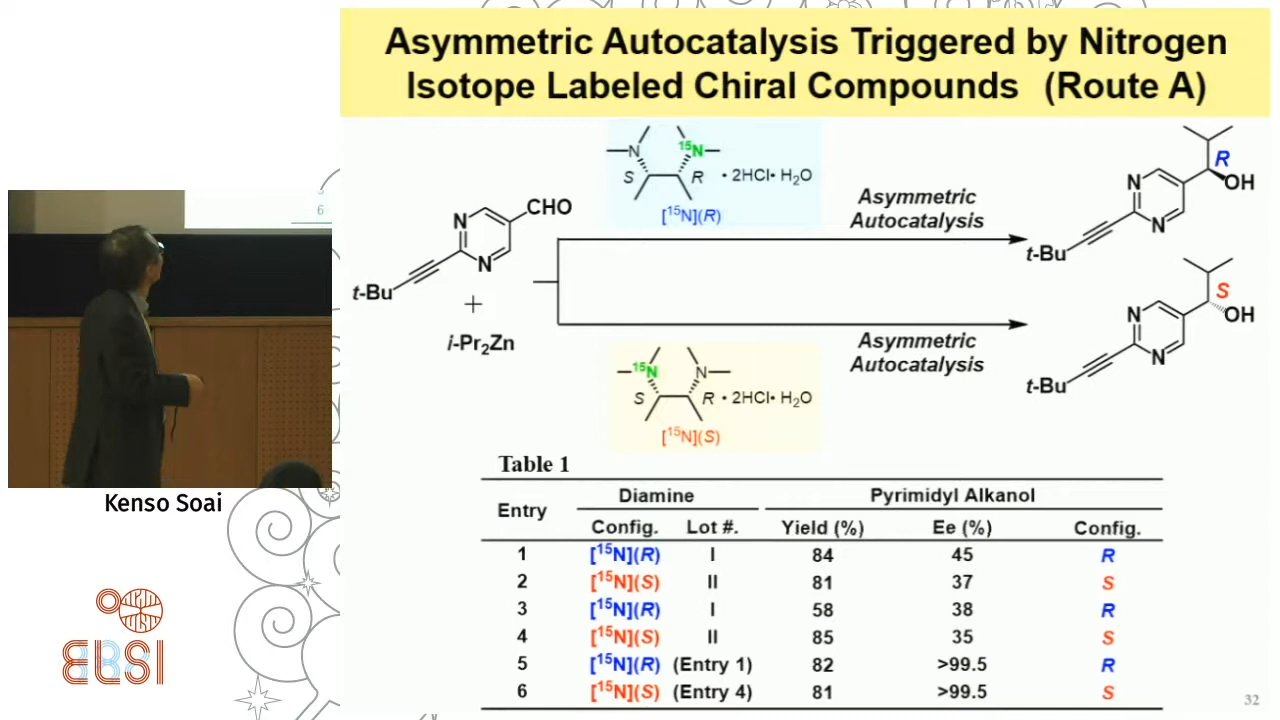 Asymmetric Autocatalysis Triggered by Nitrogen
Isotope Labeled Chiral Compounds (Route A)
N
15N
S
R
• 2HCl• H2O
[15N](R)
N
CHO
N
t-Bu
+
i-Pr2Zn
Asymmetric
Autocatalysis
R
OH
N
N
t-Bu
S
OH
N
N
t-Bu
Asymmetric
Autocatalysis
15N
N
S
R
• 2HCl• H2O
[15N](S)
Table 1
Entry Diamine Pyrimidyl Alkanol
Config. Lot #. Yield (%) Ee (%) Config.
1 [15N](R) I 84 45 R
2 [15N](S) II 81 37 S
3 [15N](R) I 58 38 R
4 [15N](S) II 85 35 S
5 [15N](R) (Entry 1) 82 >99.5 R
6 [15N](S) (Entry 4) 81 >99.5 S
32
6
Kenso Soai
ELSI